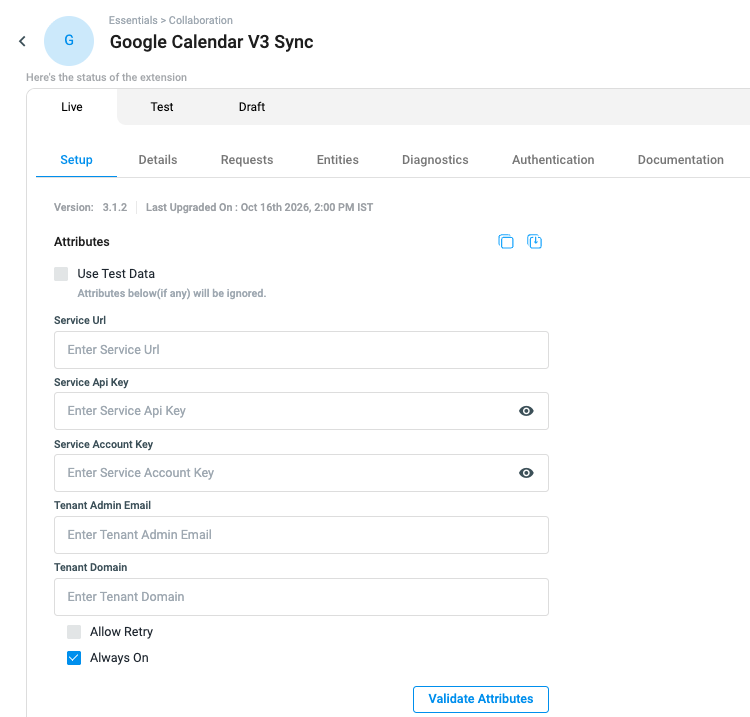 Essentials > Collaboration
G
Google Calendar V3 Sync
Here's the status of the extension
Live Test Draft
Setup Details Requests Entities Diagnostics Authentication Documentation
Version: 3.1.2 Last Upgraded On : Oct 16th 2026, 2:00 PM IST
Attributes
Use Test Data
Attributes below(if any) will be ignored.
Service Url
Enter Service Url
Service Api Key
Enter Service Api Key
Service Account Key
Enter Service Account Key
Tenant Admin Email
Enter Tenant Admin Email
Tenant Domain
Enter Tenant Domain
Allow Retry
Always On
Validate Attributes